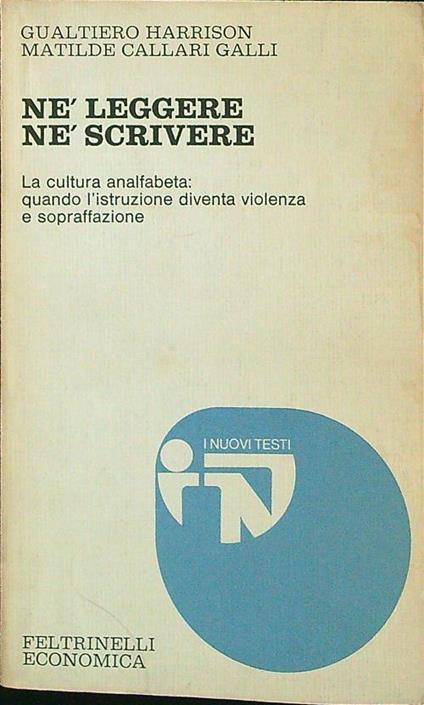 GUALTIERO HARRISON
MATILDE CALLARI GALLI
NE' LEGGERE
NE' SCRIVERE
La cultura analfabeta:
quando l'istruzione diventa violenza
e sopraffazione
I NUOVI TESTI
iNT
FELTRINELLI
ECONOMICA